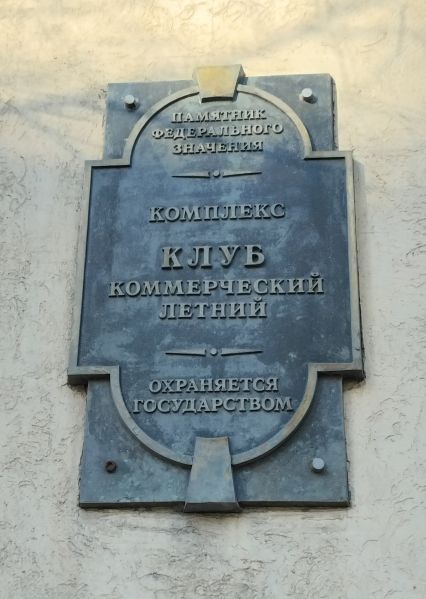 ПАМЯТНИК
ФЕДЕРАЛЬНОГО
ЗНАЧЕНИЯ
КОМПЛЕКС
КЛУБ
КОММЕРЧЕСКИЙ
ЛЕТНИЙ
ОХРАНЯЕТСЯ
ГОСУДАРСТВОМ